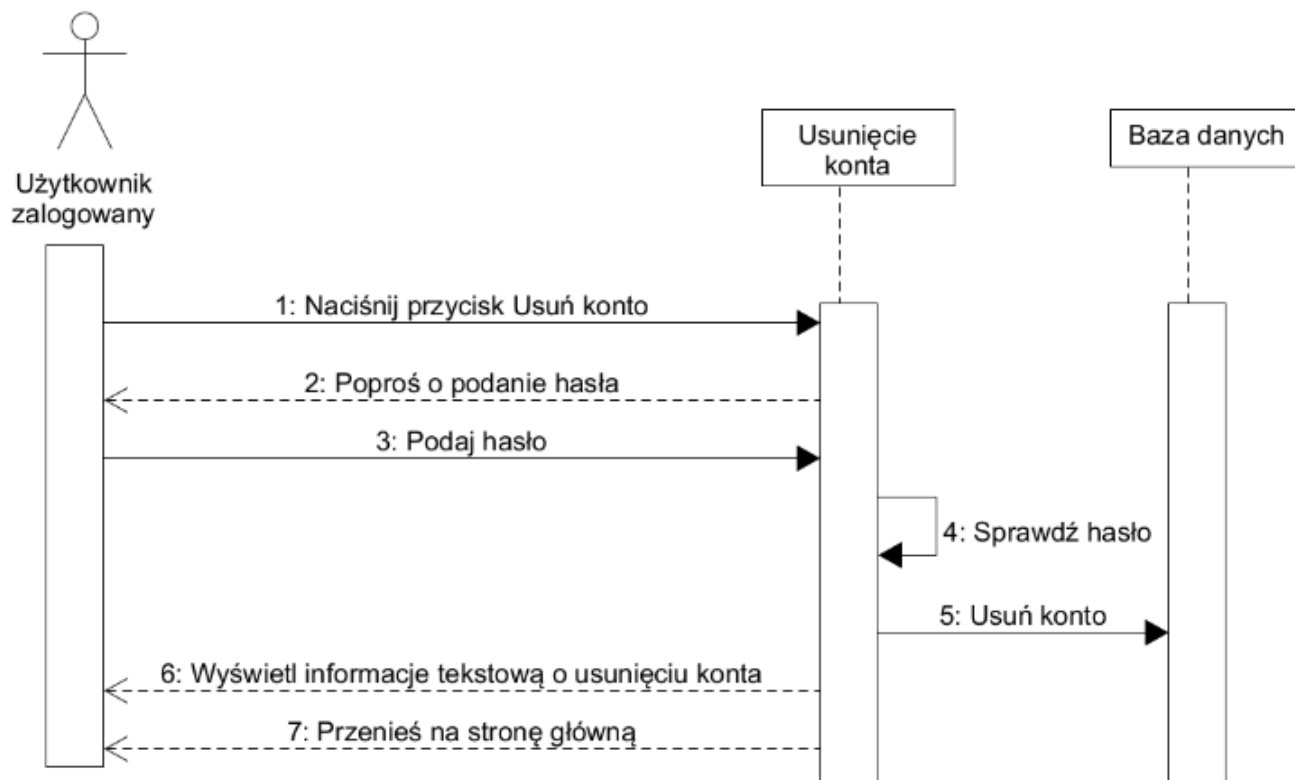 Użytkownik
zalogowany
Usunięcie
konta
Baza danych
1: Naciśnij przycisk Usuń konto
2: Poproś o podanie hasła
3: Podaj hasło
4: Sprawdź hasło
5: Usuń konto
6: Wyświetl informacje tekstową o usunięciu konta
7: Przenieś na stronę główną